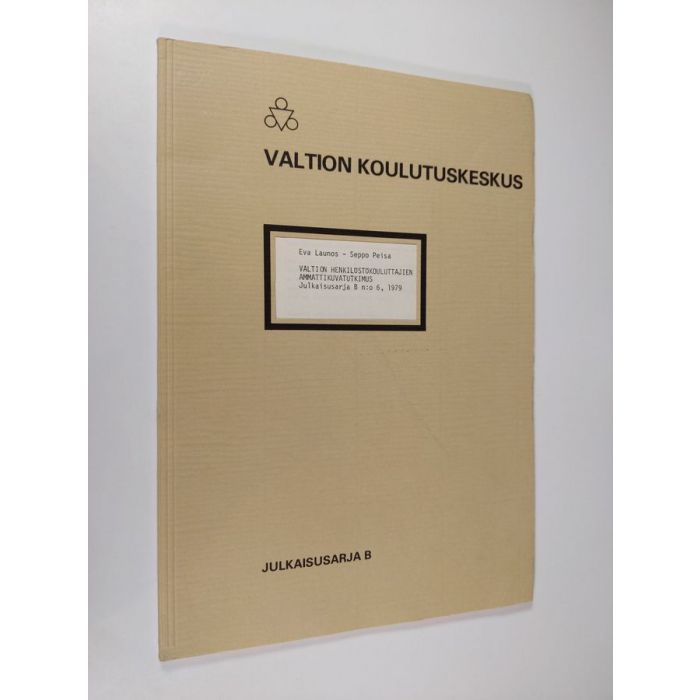 VALTION KOULUTUSKESKUS
Eva Launos - Seppo Peisa
VALTION HENKILÖSTÖKOULUTTAJIEN
AMMATTIKUVATUTKIMUS
Julkaisusarja B n:o 6, 1979
JULKAISUSARJA B